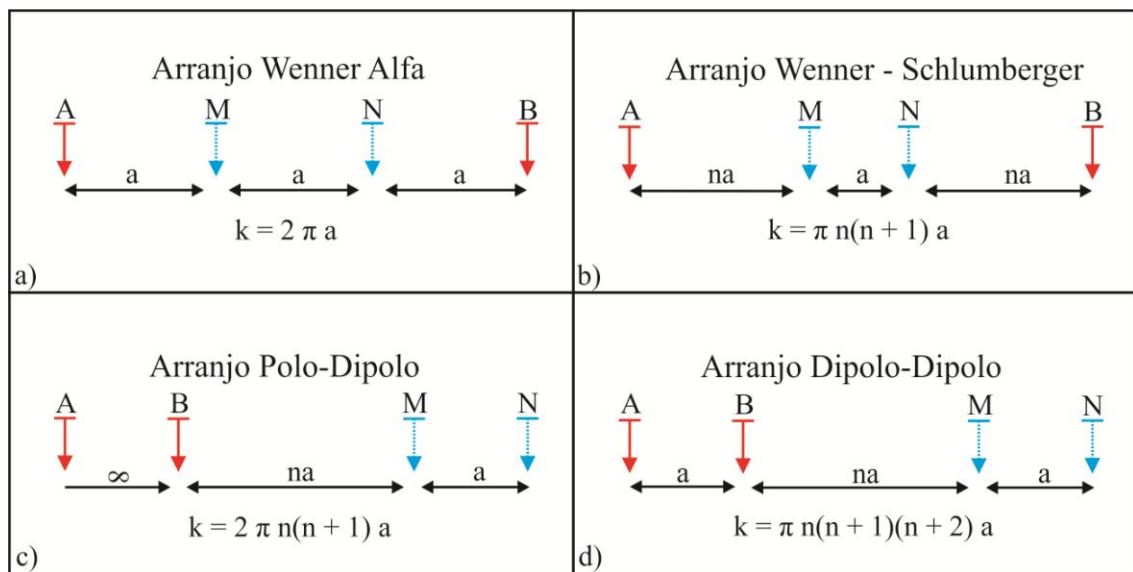 Arranjo Wenner Alfa
A M N B
a a a
k = 2 π a
a)
Arranjo Wenner - Schlumberger
A M N B
na a na
k = π n(n + 1) a
b)
Arranjo Polo-Dipolo
A B M N
∞ na a
k = 2 π n(n + 1) a
c)
Arranjo Dipolo-Dipolo
A B M N
a na a
k = π n(n + 1)(n + 2) a
d)